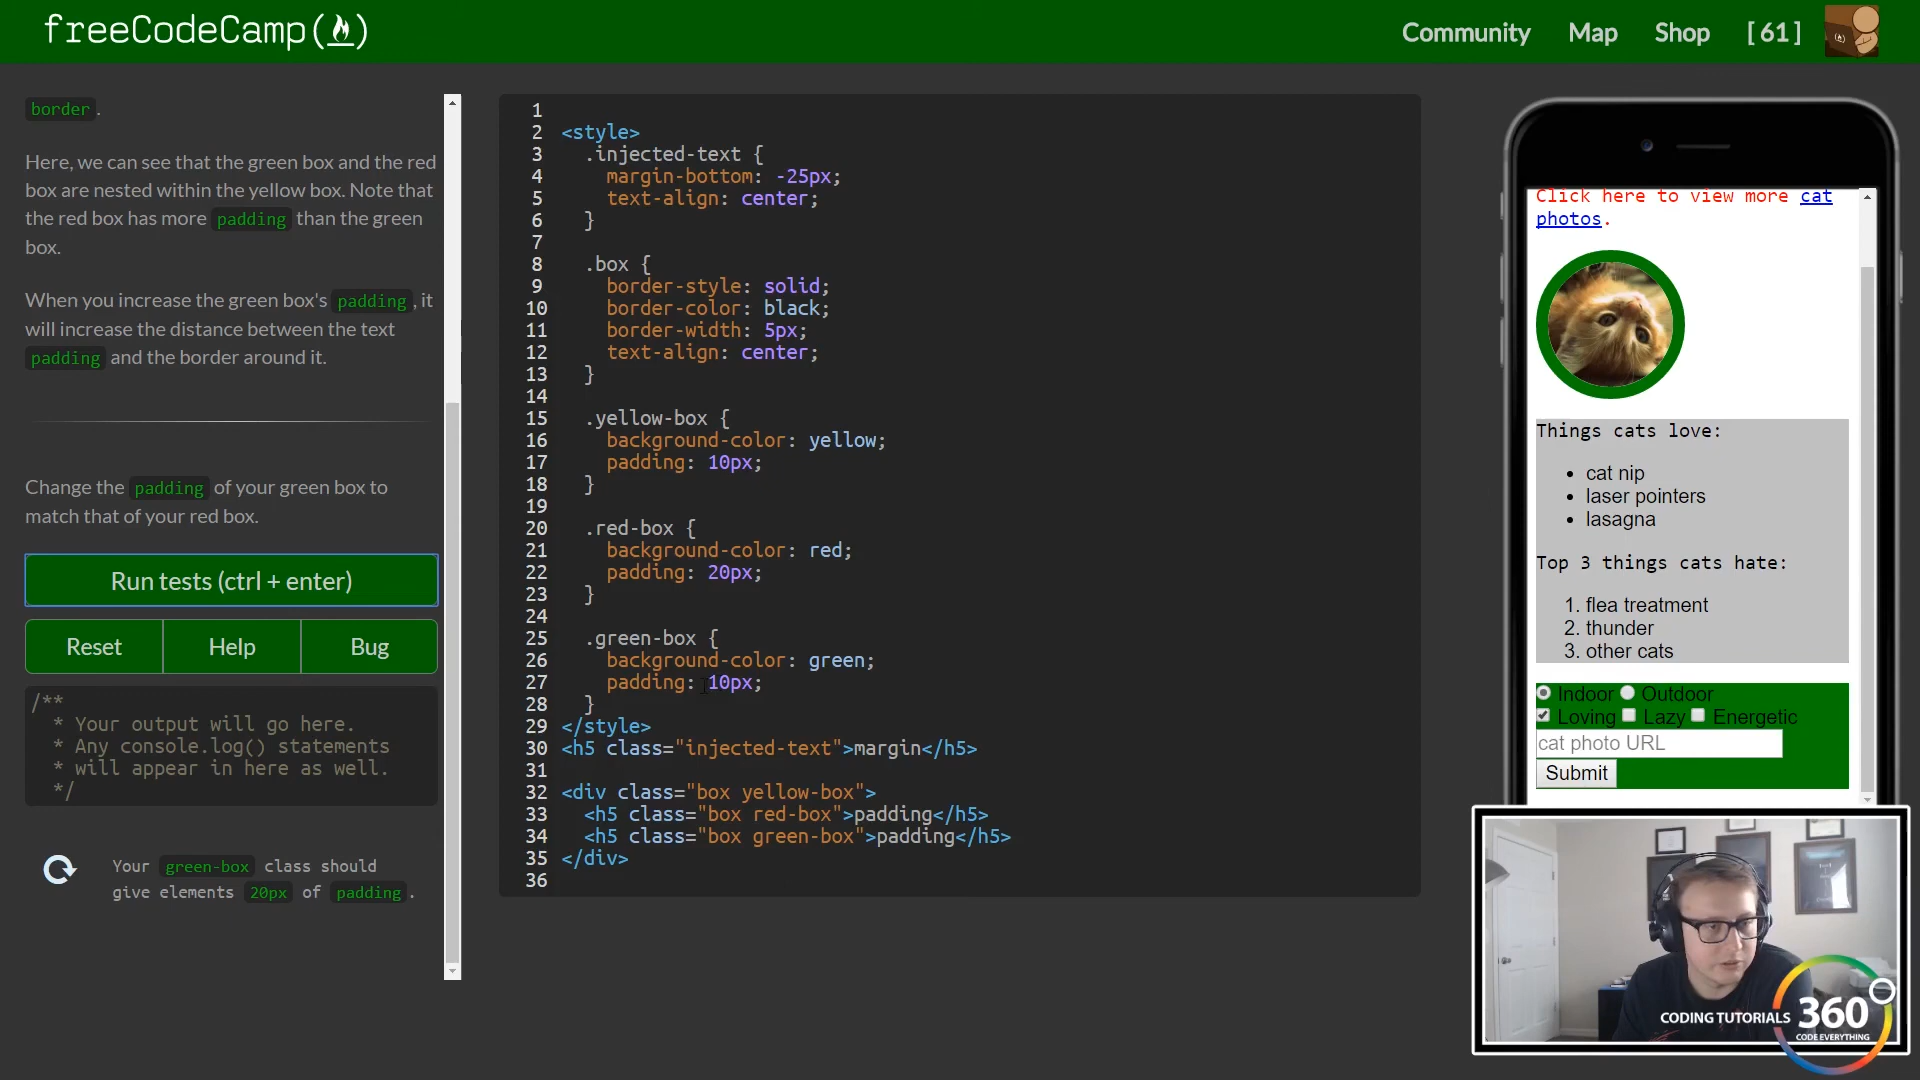 freeCodeCamp
Community
Map
Shop
[ 61 ]
border .
Here, we can see that the green box and the red
box are nested within the yellow box. Note that
the red box has more padding than the green
box.
When you increase the green box's padding , it
will increase the distance between the text
padding and the border around it.
Change the padding of your green box to
match that of your red box.
Run tests (ctrl + enter)
Reset
Help
Bug
/**
* Your output will go here.
* Any console.log() statements
* will appear in here as well.
*/
Your green-box class should
give elements 20px of padding .
1
2 <style>
3 .injected-text {
4 margin-bottom: -25px;
5 text-align: center;
6 }
7
8 .box {
9 border-style: solid;
10 border-color: black;
11 border-width: 5px;
12 text-align: center;
13 }
14
15 .yellow-box {
16 background-color: yellow;
17 padding: 10px;
18 }
19
20 .red-box {
21 background-color: red;
22 padding: 20px;
23 }
24
25 .green-box {
26 background-color: green;
27 padding: 10px;
28 }
29 </style>
30 <h5 class="injected-text">margin</h5>
31
32 <div class="box yellow-box">
33 <h5 class="box red-box">padding</h5>
34 <h5 class="box green-box">padding</h5>
35 </div>
36
Click here to view more cat
photos.
Things cats love:
• cat nip
• laser pointers
• lasagna
Top 3 things cats hate:
1. flea treatment
2. thunder
3. other cats
Indoor Outdoor
Loving Lazy Energetic
cat photo URL
Submit
CODING TUTORIALS 360
CODE EVERYTHING